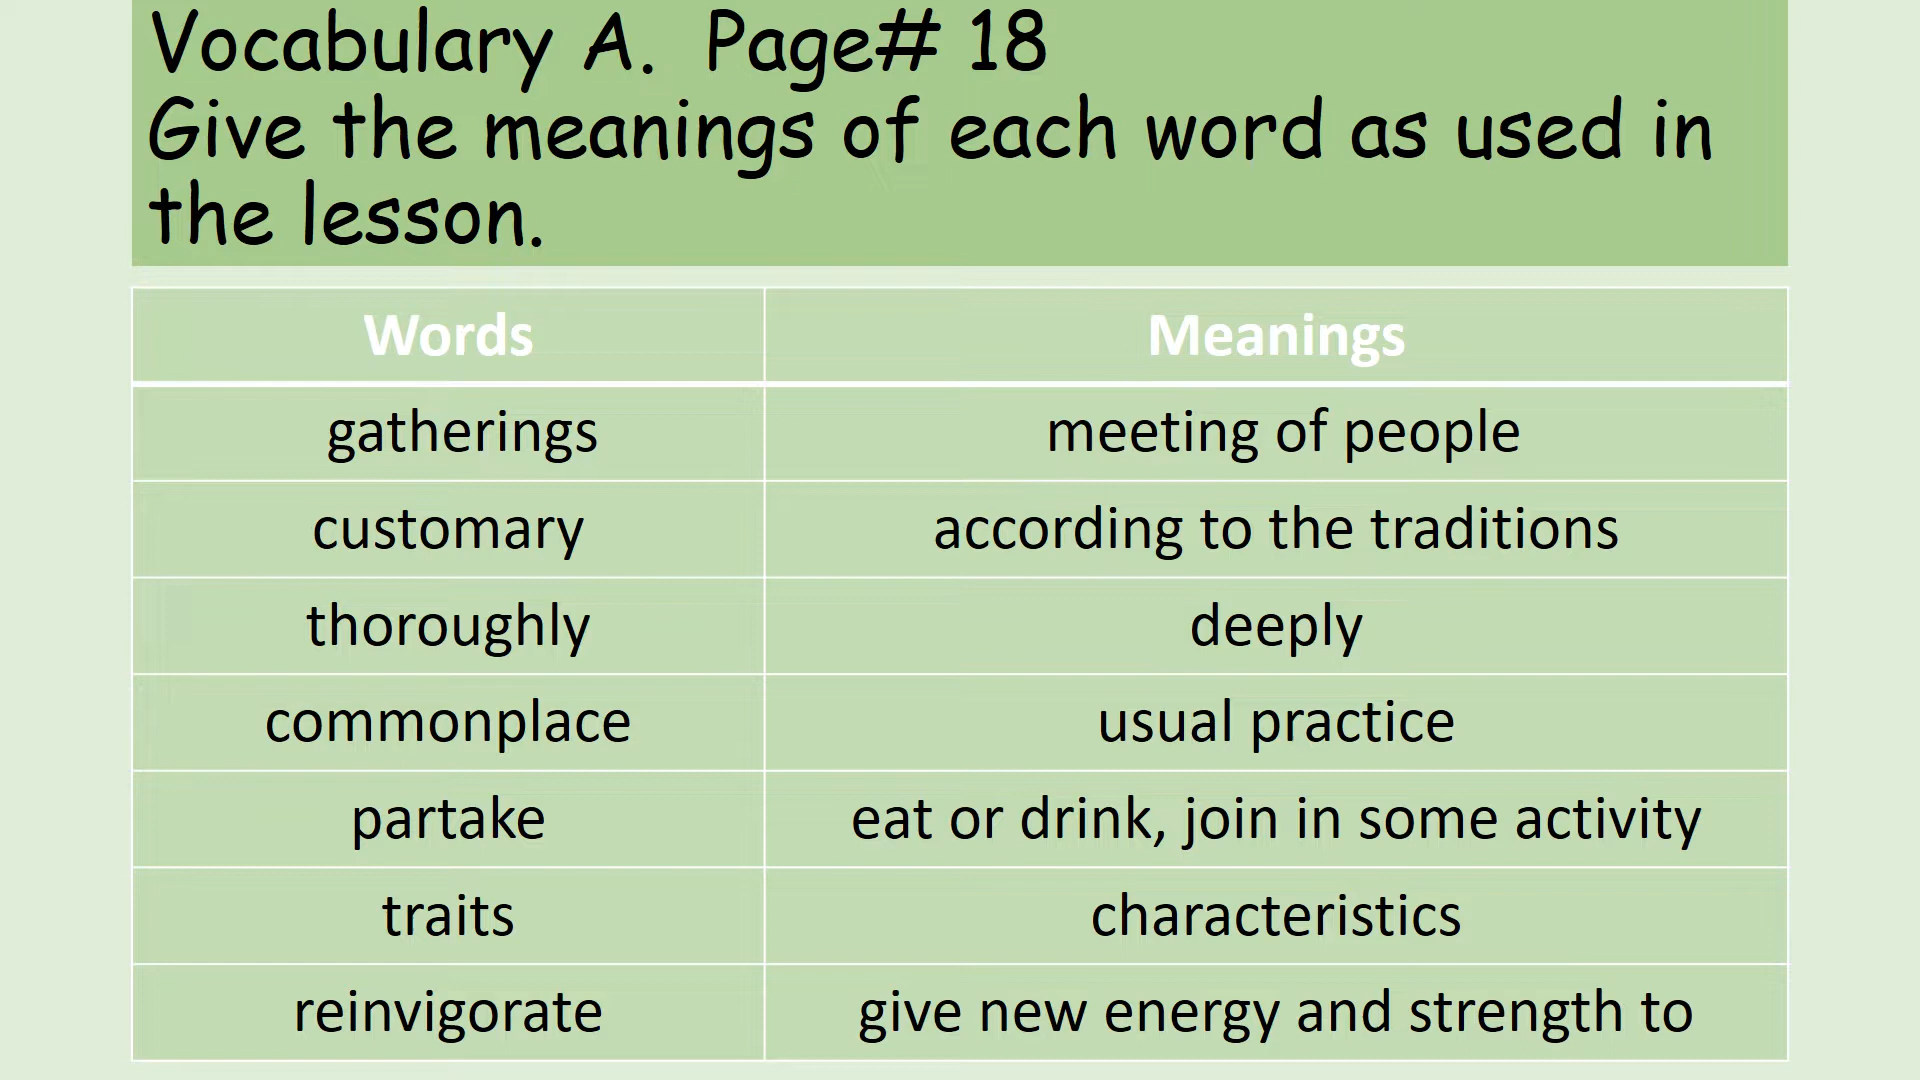 Vocabulary A. Page# 18
Give the meanings of each word as used in
the lesson.
Words Meanings
gatherings meeting of people
customary according to the traditions
thoroughly deeply
commonplace usual practice
partake eat or drink, join in some activity
traits characteristics
reinvigorate give new energy and strength to